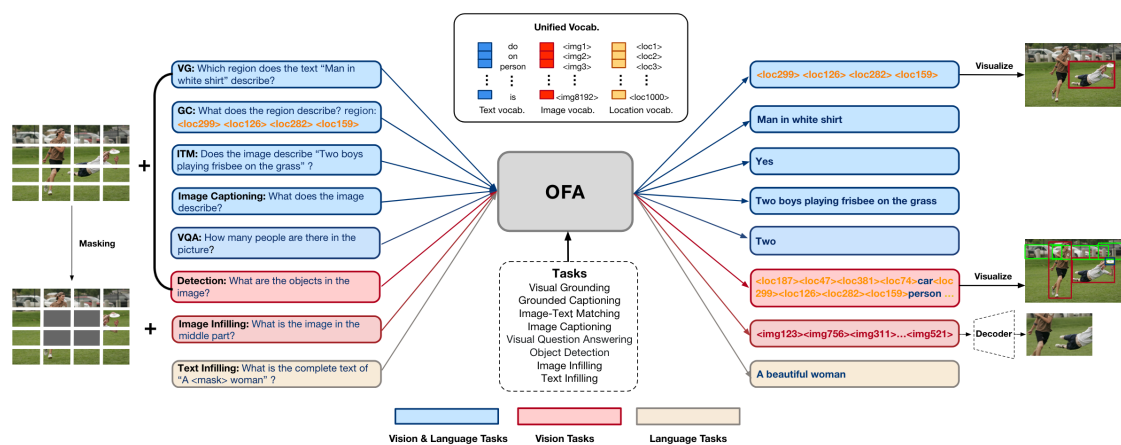 Unified Vocab.
do
on
person
is
Text vocab.
<img1>
<img2>
<img3>
<img8192>
Image vocab.
<loc1>
<loc2>
<loc3>
<loc1000>
Location vocab.
Masking
+
+
VG: Which region does the text "Man in
white shirt" describe?
GC: What does the region describe? region:
<loc299> <loc126> <loc282> <loc159>
ITM: Does the image describe "Two boys
playing frisbee on the grass" ?
Image Captioning: What does the image
describe?
VQA: How many people are there in the
picture?
Detection: What are the objects in the
image?
Image Infilling: What is the image in the
middle part?
Text Infilling: What is the complete text of
"A <mask> woman" ?
OFA
Tasks
Visual Grounding
Grounded Captioning
Image-Text Matching
Image Captioning
Visual Question Answering
Object Detection
Image Infilling
Text Infilling
<loc299> <loc126> <loc282> <loc159>
Visualize
Man in white shirt
Yes
Two boys playing frisbee on the grass
Two
<loc187><loc47><loc381><loc74>car<loc
299><loc126><loc282><loc159>person ...
Visualize
<img123><img756><img311>...<img521>
Decoder
A beautiful woman
Vision & Language Tasks
Vision Tasks
Language Tasks